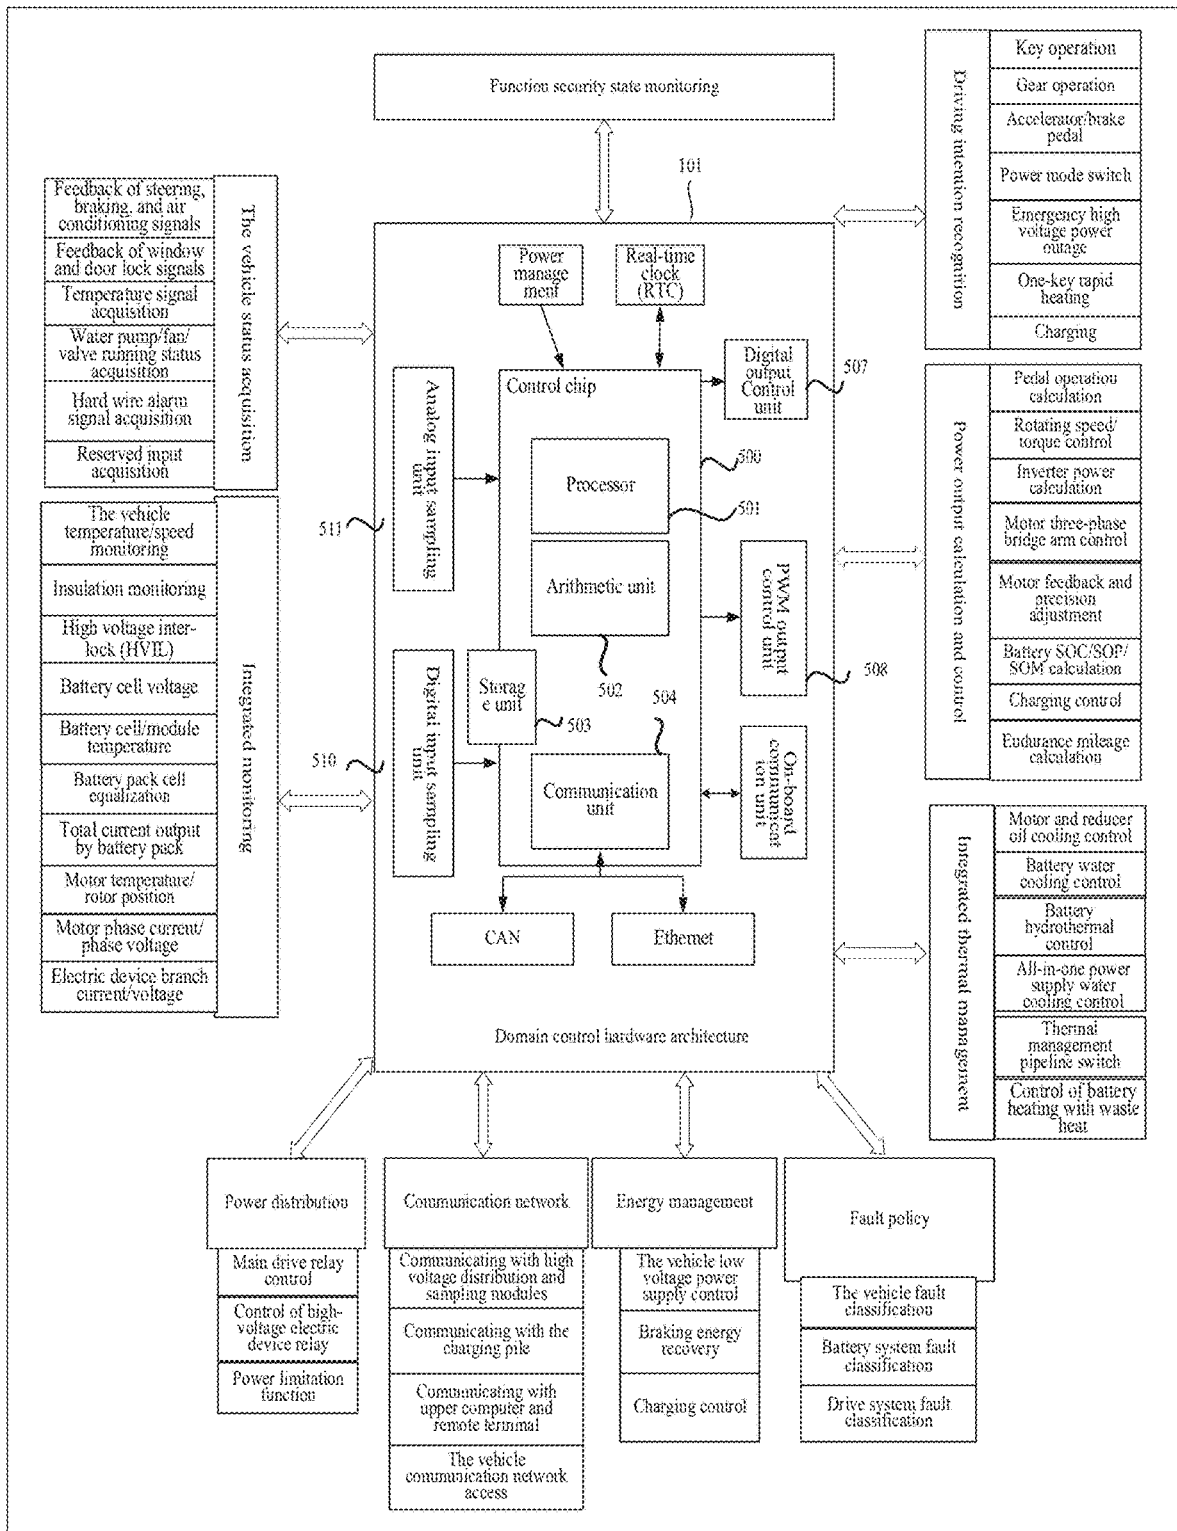 Function security state monitoring
101
Driving intention recognition
Key operation
Gear operation
Accelerator/brake
pedal
Power mode switch
Emergency high
voltage power
outage
One-key rapid
heating
Charging
Feedback of steering,
braking, and air
conditioning signals
Feedback of window
and door lock signals
Temperature signal
acquisition
Water pump/fan/
valve running status
acquisition
Hard wire alarm
signal acquisition
Reserved input
acquisition
The vehicle status acquisition
Power
manage
ment
Real-time
clock
(RTC)
Control chip
Digital
output
Control
unit
507
500
Processor
501
Arithmetic unit
502
Storag
e unit
503
504
Communication
unit
Analog input sampling
unit
511
Digital input sampling
unit
510
PWM output
control unit
508
On-board
communicat
ion unit
CAN
Ethernet
Domain control hardware architecture
Power output calculation and
control
Pedal operation
calculation
Rotating speed/
torque control
Inverter power
calculation
Motor three-phase
bridge arm control
Motor feedback and
precision
adjustment
Battery SOC/SOP/
SOM calculation
Charging control
Endurance mileage
calculation
The vehicle
temperature/speed
monitoring
Insulation monitoring
High voltage inter-
lock (HVIL)
Battery cell voltage
Battery cell/module
temperature
Battery pack cell
equalization
Total current output
by battery pack
Motor temperature/
rotor position
Motor phase current/
phase voltage
Electric device branch
current/voltage
Integrated monitoring
Integrated thermal management
Motor and reducer
oil cooling control
Battery water
cooling control
Battery
hydrothermal
control
All-in-one power
supply water
cooling control
Thermal
management
pipeline switch
Control of battery
heating with waste
heat
Power distribution
Main drive relay
control
Control of high-
voltage electric
device relay
Power limitation
function
Communication network
Communicating with high
voltage distribution and
sampling modules
Communicating with the
charging pile
Communicating with
upper computer and
remote terminal
The vehicle
communication network
access
Energy management
The vehicle low
voltage power
supply control
Braking energy
recovery
Charging control
Fault policy
The vehicle fault
classification
Battery system fault
classification
Drive system fault
classification